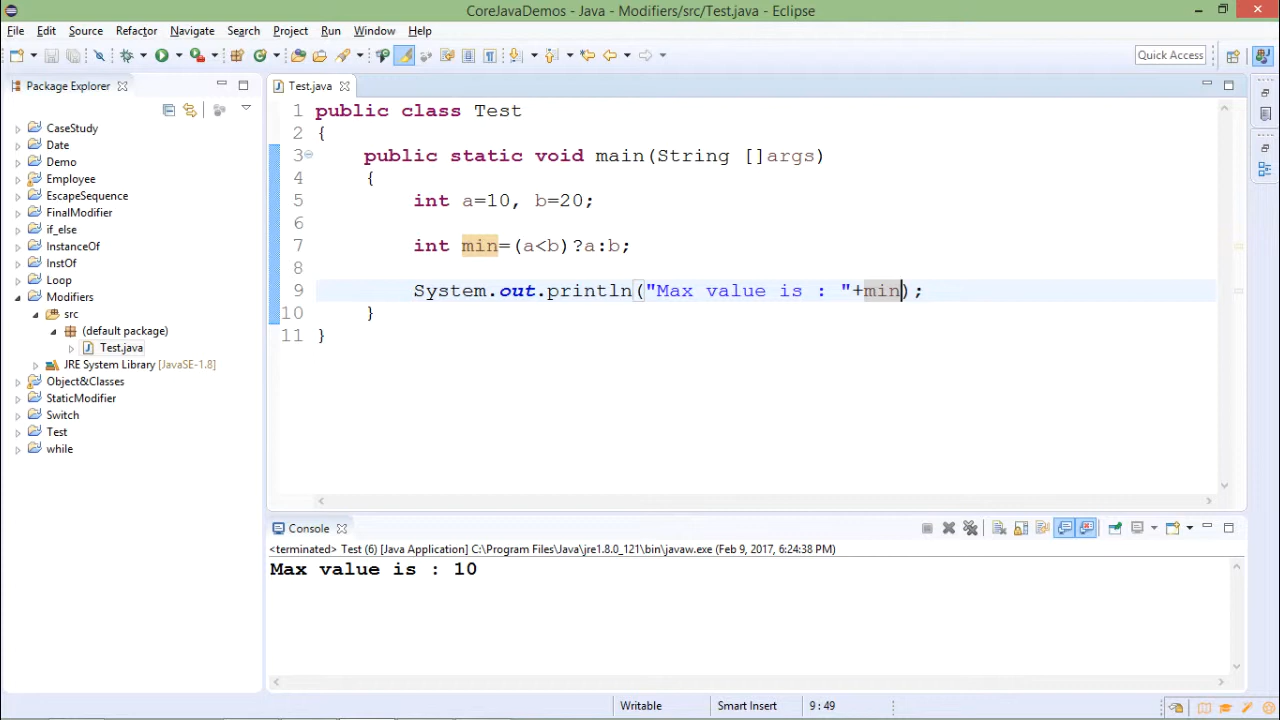 CoreJavaDemos - Java - Modifiers/src/Test.java - Eclipse
File Edit Source Refactor Navigate Search Project Run Window Help
Quick Access
Package Explorer
CaseStudy
Date
Demo
Employee
EscapeSequence
FinalModifier
if_else
InstanceOf
InstOf
Loop
Modifiers
src
(default package)
Test.java
JRE System Library [JavaSE-1.8]
Object&Classes
StaticModifier
Switch
Test
while
Test.java
1 public class Test
2 {
3 public static void main(String []args)
4 {
5 int a=10, b=20;
6
7 int min=(a<b)?a:b;
8
9 System.out.println("Max value is : "+min);
10 }
11 }
Console
<terminated> Test (6) [Java Application] C:\Program Files\Java\jre1.8.0_121\bin\javaw.exe (Feb 9, 2017, 6:24:38 PM)
Max value is : 10
Writable Smart Insert 9 : 49